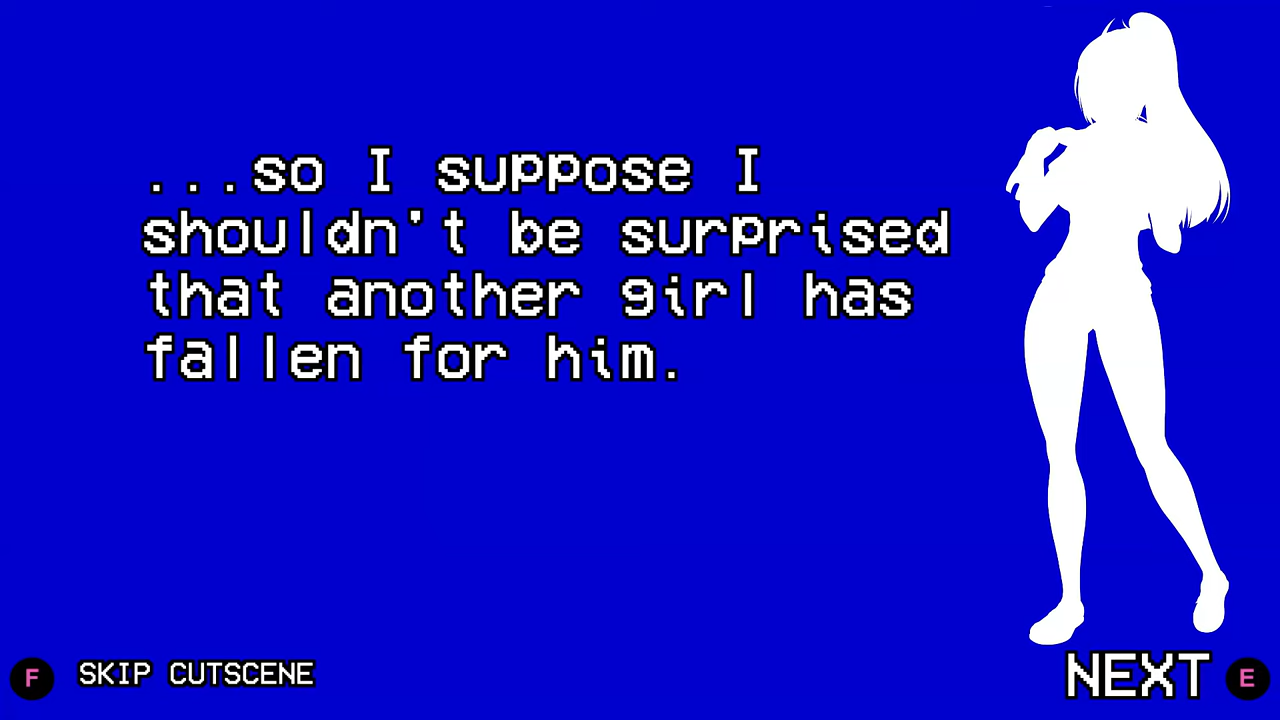 ...so I suppose I
shouldn't be surprised
that another girl has
fallen for him.
F SKIP CUTSCENE
NEXT E